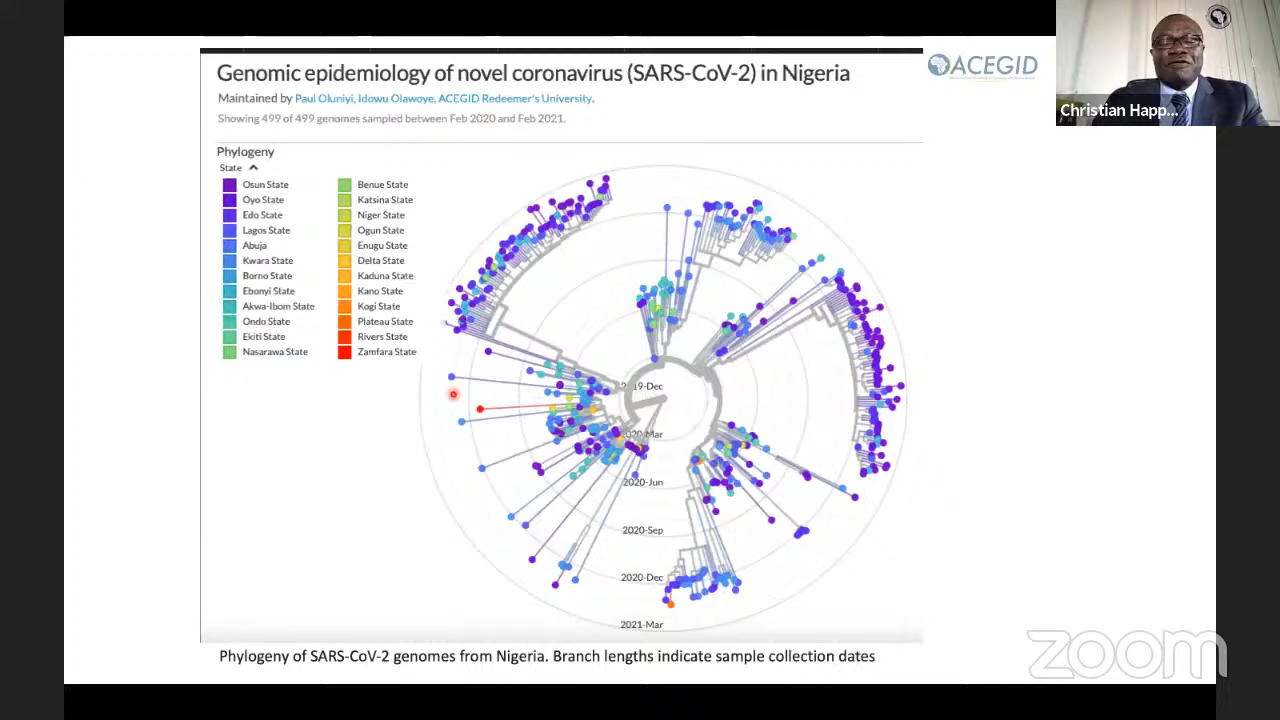 Genomic epidemiology of novel coronavirus (SARS-CoV-2) in Nigeria
Maintained by Paul Oluniyi, Idowu Olawoye, ACEGID Redeemer's University.
Showing 499 of 499 genomes sampled between Feb 2020 and Feb 2021.
ACEGID
Christian Happ...
Phylogeny
State
Osun State
Oyo State
Edo State
Lagos State
Abuja
Kwara State
Borno State
Ebonyi State
Akwa-Ibom State
Ondo State
Ekiti State
Nasarawa State
Benue State
Katsina State
Niger State
Ogun State
Enugu State
Delta State
Kaduna State
Kano State
Kogi State
Plateau State
Rivers State
Zamfara State
2019-Dec
2020-Mar
2020-Jun
2020-Sep
2020-Dec
2021-Mar
Phylogeny of SARS-CoV-2 genomes from Nigeria. Branch lengths indicate sample collection dates
zoom